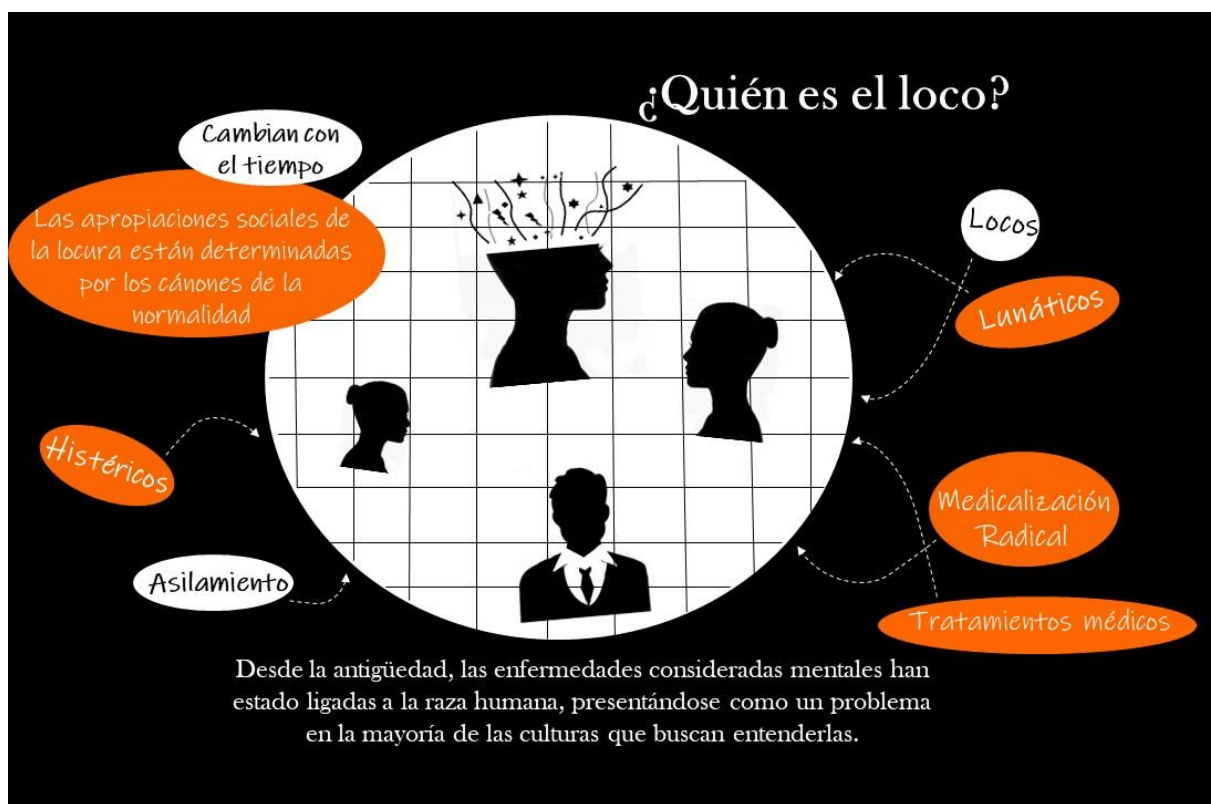 ¿Quién es el loco?
Cambian con
el tiempo
Las apropiaciones sociales de
la locura están determinadas
por los cánones de la
normalidad
Locos
Lunáticos
Histéricos
Medicalización
Radical
Asilamiento
Tratamientos médicos
Desde la antigüedad, las enfermedades consideradas mentales han
estado ligadas a la raza humana, presentándose como un problema
en la mayoría de las culturas que buscan entenderlas.